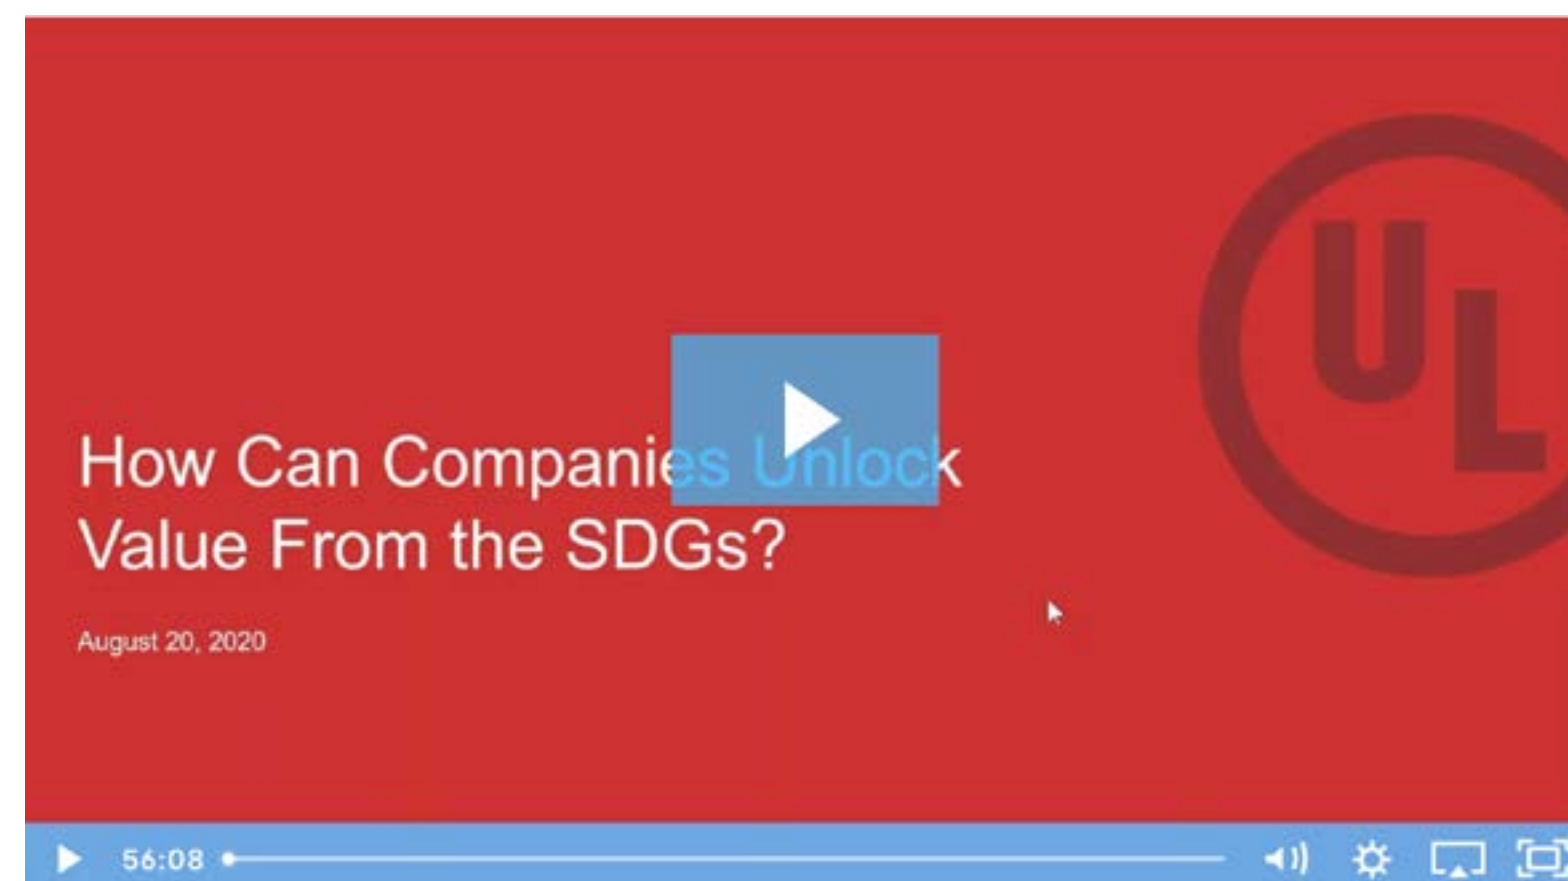 UL
How Can Companies Unlock
Value From the SDGs?
August 20, 2020
56:08